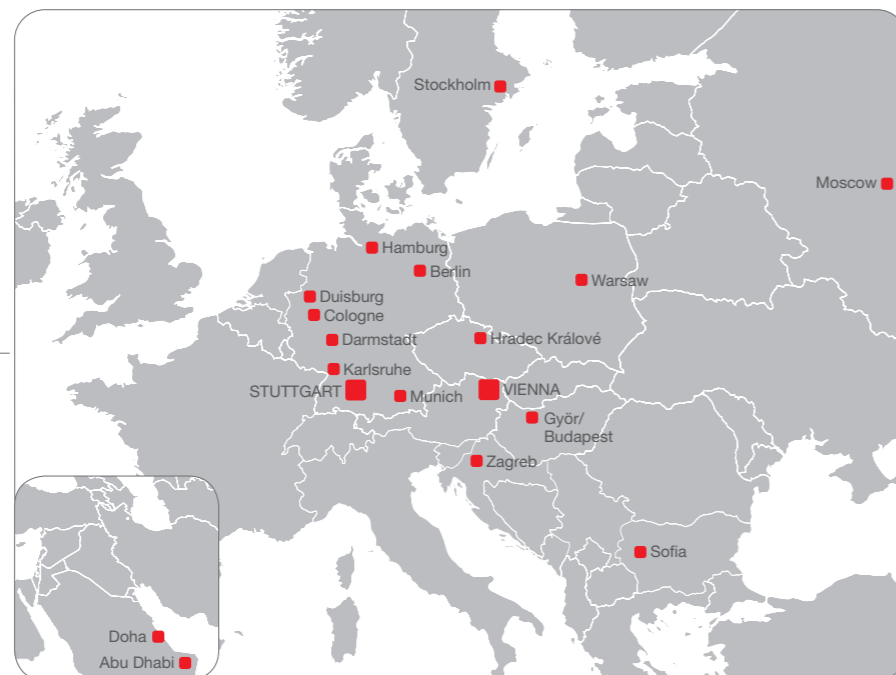 Stockholm
Moscow
Hamburg
Berlin
Warsaw
Duisburg
Cologne
Darmstadt
Hradec Králové
Karlsruhe
STUTTGART
Munich
VIENNA
Györ/
Budapest
Zagreb
Sofia
Doha
Abu Dhabi